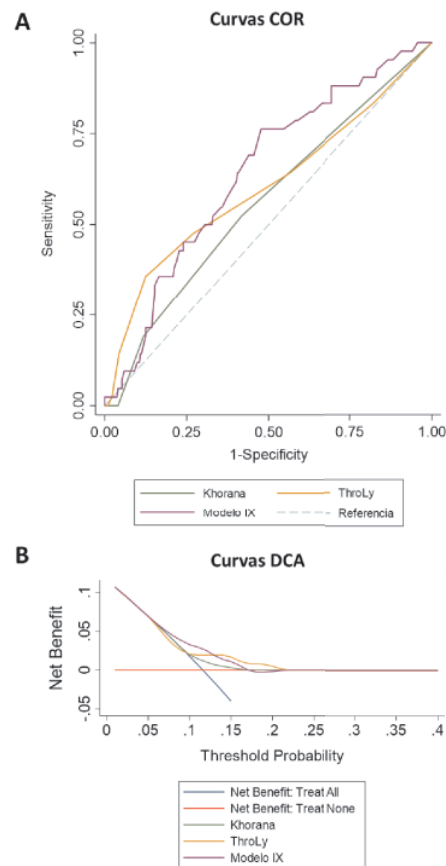 A
Curvas COR
Sensitivity
1.00
0.75
0.50
0.25
0.00
0.00 0.25 0.50 0.75 1.00
1-Specificity
Khorana ThroLy
Modelo IX Referencia
B
Curvas DCA
Net Benefit
.1
.05
0
-.05
0 .05 .1 .15 .2 .25 .3 .35 .4
Threshold Probability
Net Benefit: Treat All
Net Benefit: Treat None
Khorana
ThroLy
Modelo IX